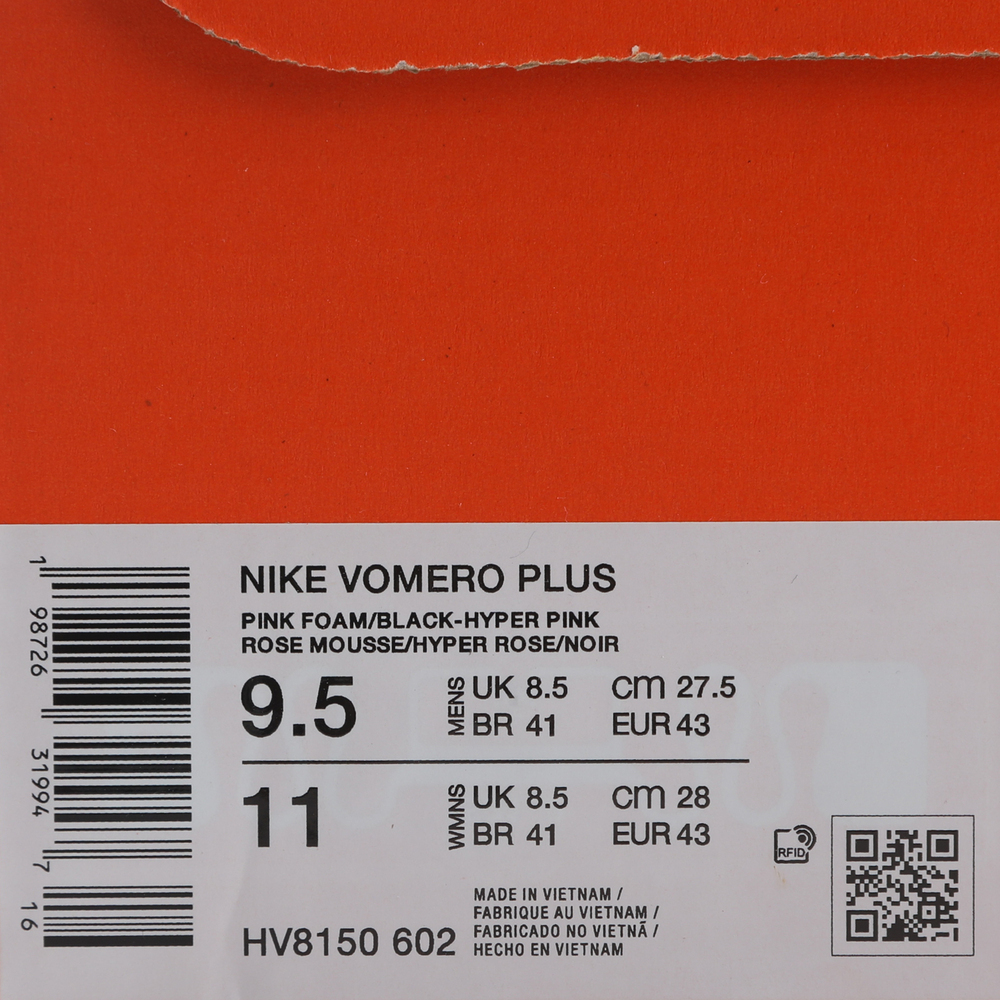 NIKE VOMERO PLUS
PINK FOAM/BLACK-HYPER PINK
ROSE MOUSSE/HYPER ROSE/NOIR
9.5 MENS UK 8.5 cm 27.5
BR 41 EUR 43
11 WMNS UK 8.5 cm 28
BR 41 EUR 43
RFID
MADE IN VIETNAM /
FABRIQUE AU VIETNAM /
FABRICADO NO VIETNÃ /
HECHO EN VIETNAM
HV8150 602
1 98726 31994 7 16